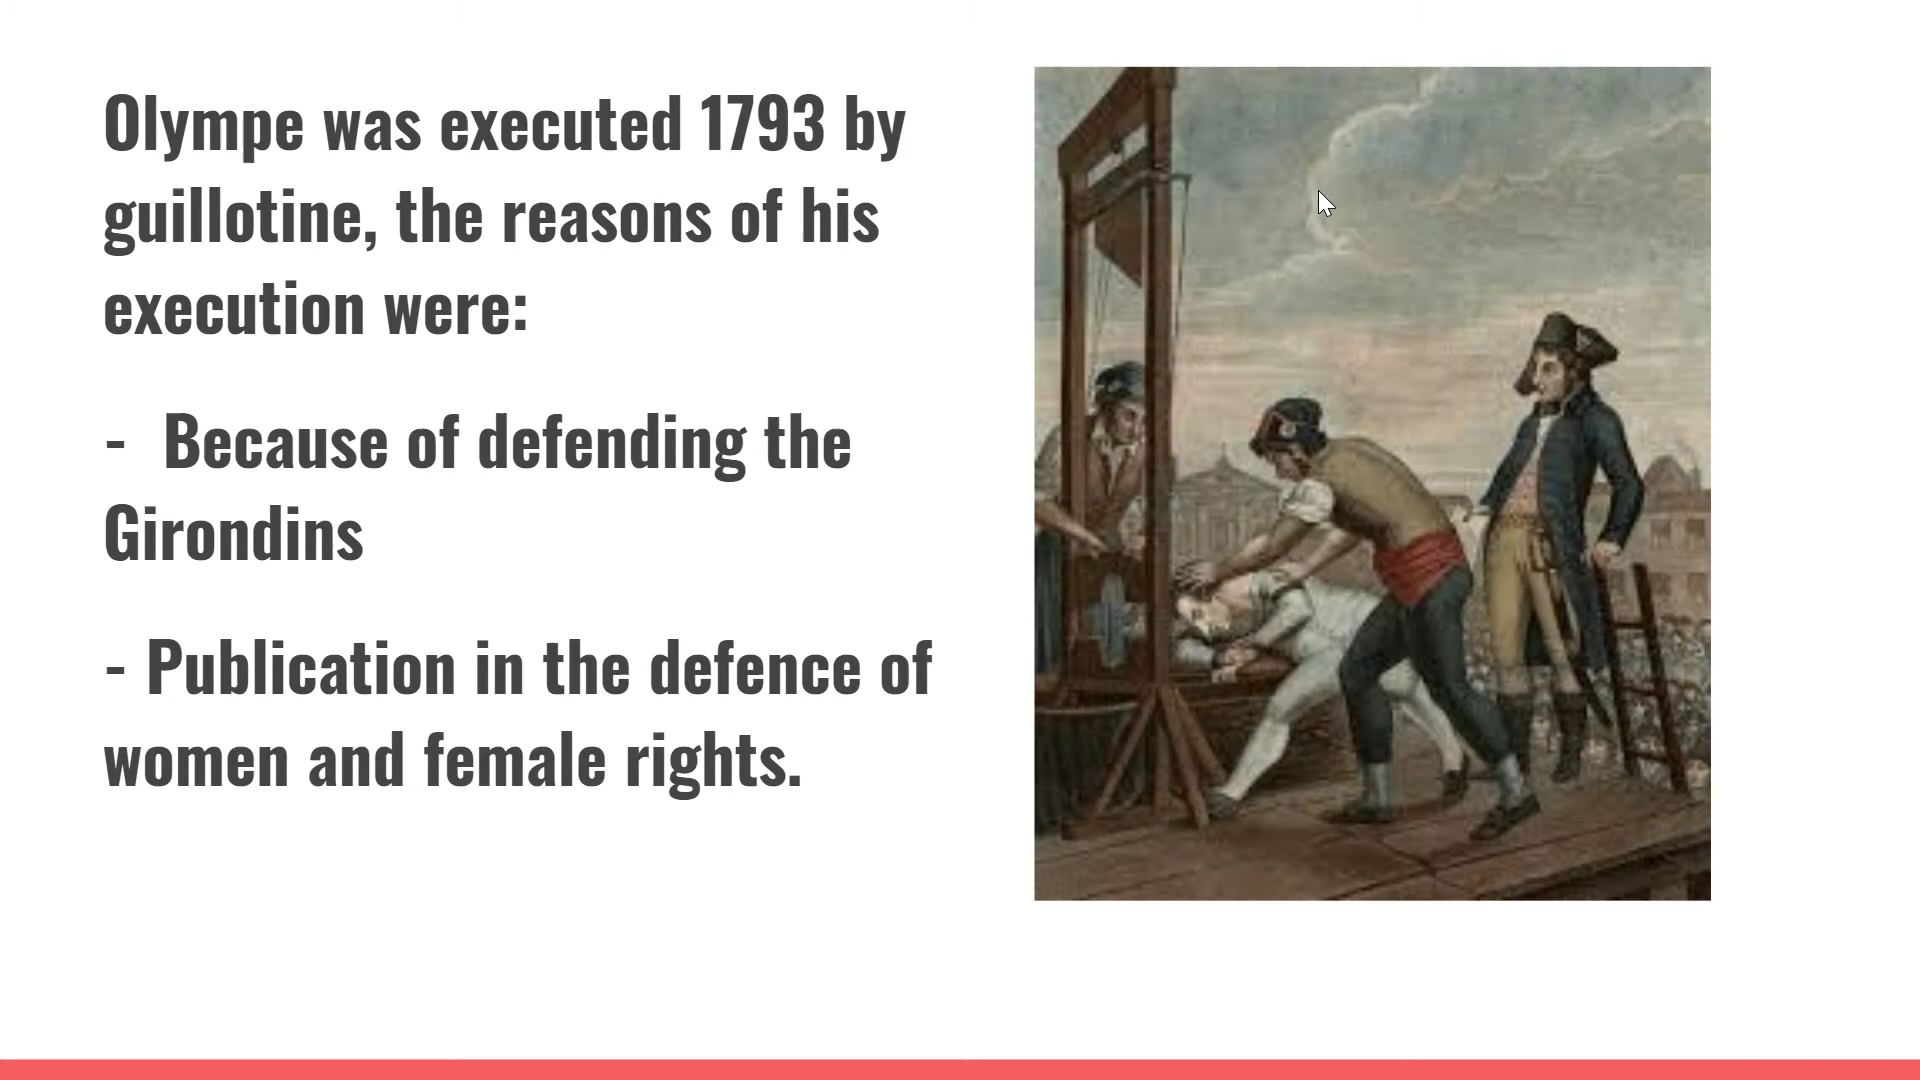 Olympe was executed 1793 by
guillotine, the reasons of his
execution were:
- Because of defending the
Girondins
- Publication in the defence of
women and female rights.